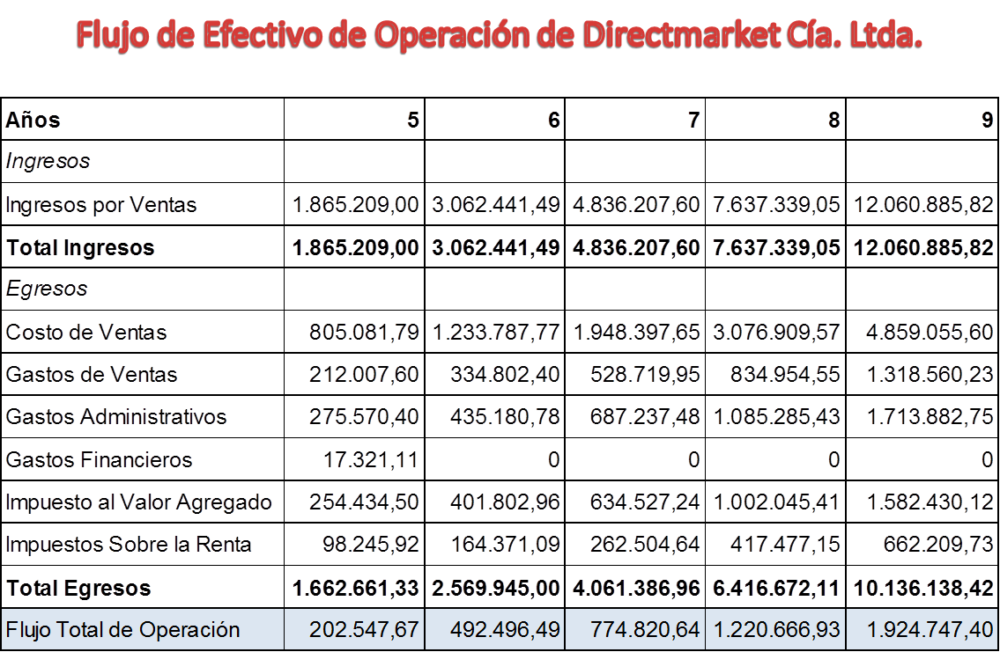 Flujo de Efectivo de Operación de Directmarket Cía. Ltda.
Años 5 6 7 8 9
Ingresos
Ingresos por Ventas 1.865.209,00 3.062.441,49 4.836.207,60 7.637.339,05 12.060.885,82
Total Ingresos 1.865.209,00 3.062.441,49 4.836.207,60 7.637.339,05 12.060.885,82
Egresos
Costo de Ventas 805.081,79 1.233.787,77 1.948.397,65 3.076.909,57 4.859.055,60
Gastos de Ventas 212.007,60 334.802,40 528.719,95 834.954,55 1.318.560,23
Gastos Administrativos 275.570,40 435.180,78 687.237,48 1.085.285,43 1.713.882,75
Gastos Financieros 17.321,11 0 0 0 0
Impuesto al Valor Agregado 254.434,50 401.802,96 634.527,24 1.002.045,41 1.582.430,12
Impuestos Sobre la Renta 98.245,92 164.371,09 262.504,64 417.477,15 662.209,73
Total Egresos 1.662.661,33 2.569.945,00 4.061.386,96 6.416.672,11 10.136.138,42
Flujo Total de Operación 202.547,67 492.496,49 774.820,64 1.220.666,93 1.924.747,40